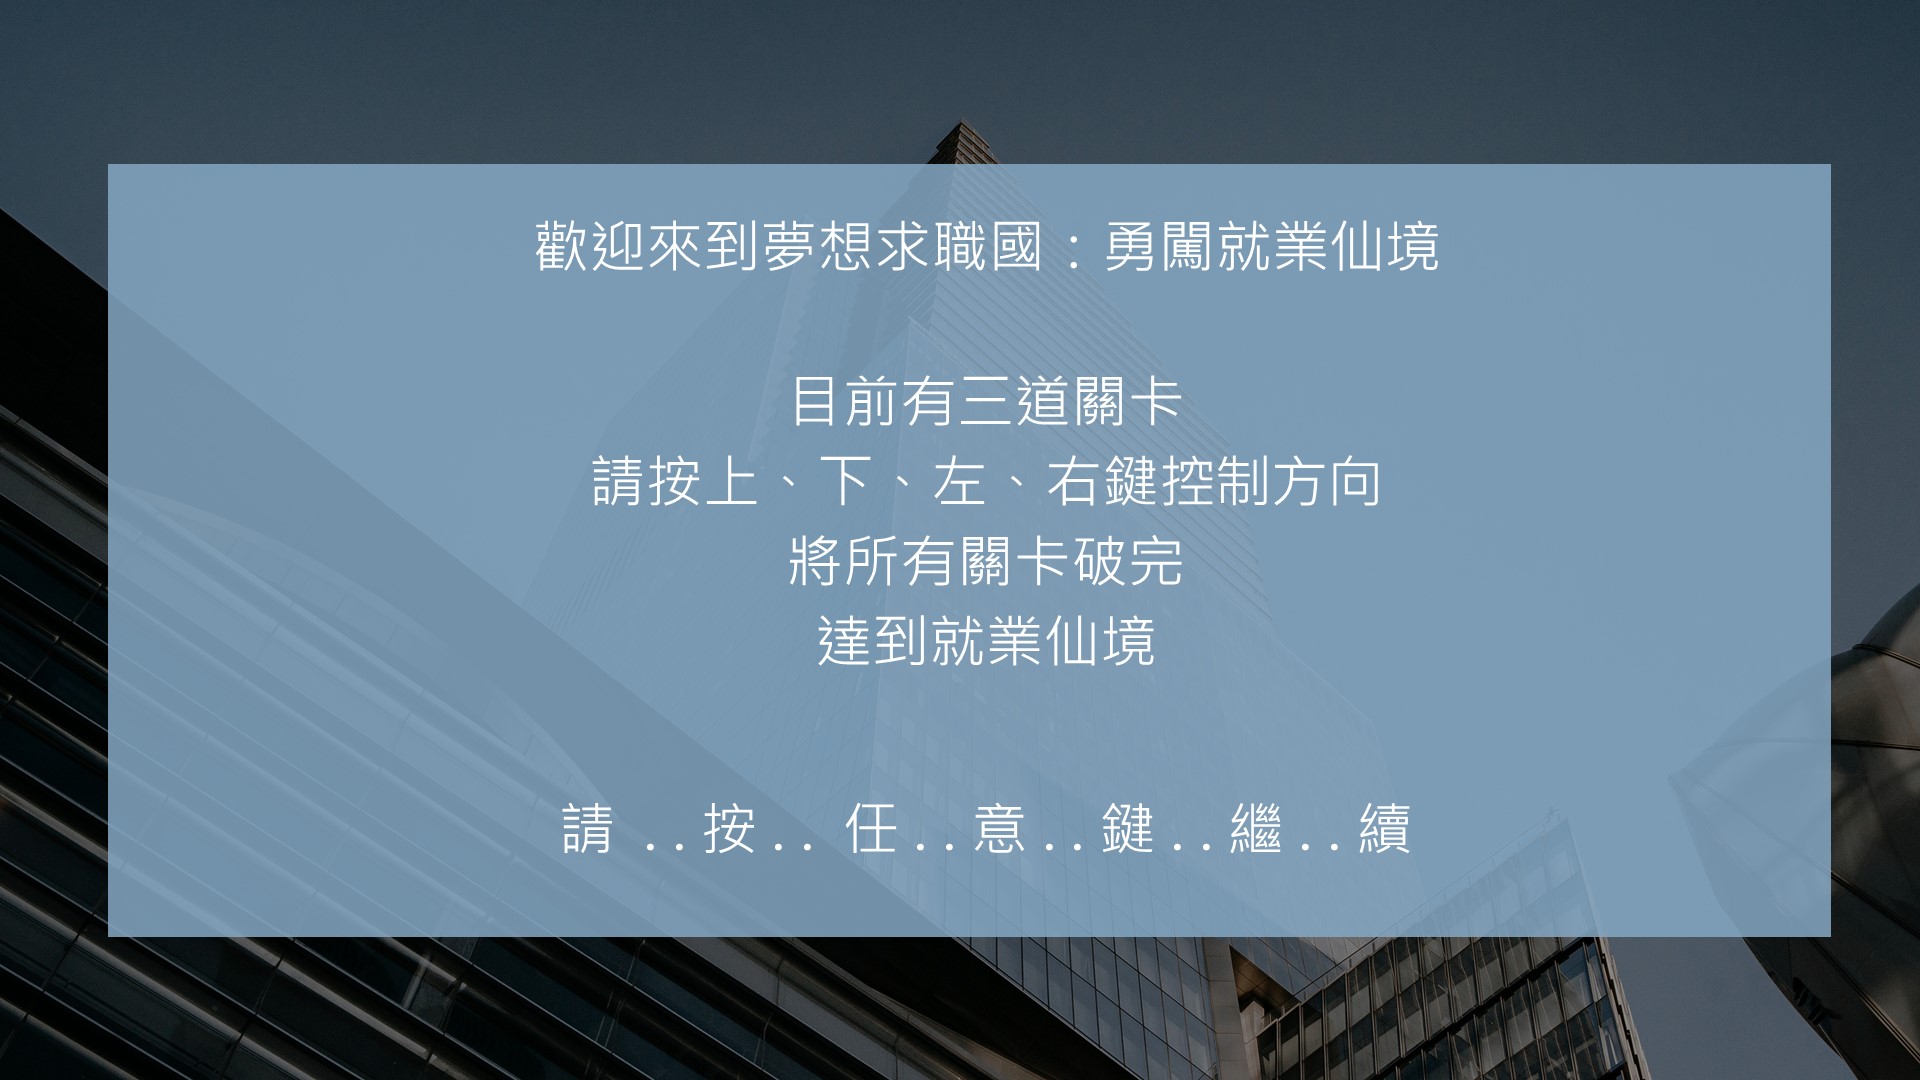 歡迎來到夢想求職國：勇闖就業仙境
目前有三道關卡
請按上、下、左、右鍵控制方向
將所有關卡破完
達到就業仙境
請 ..按.. 任 ..意..鍵..繼 ..續